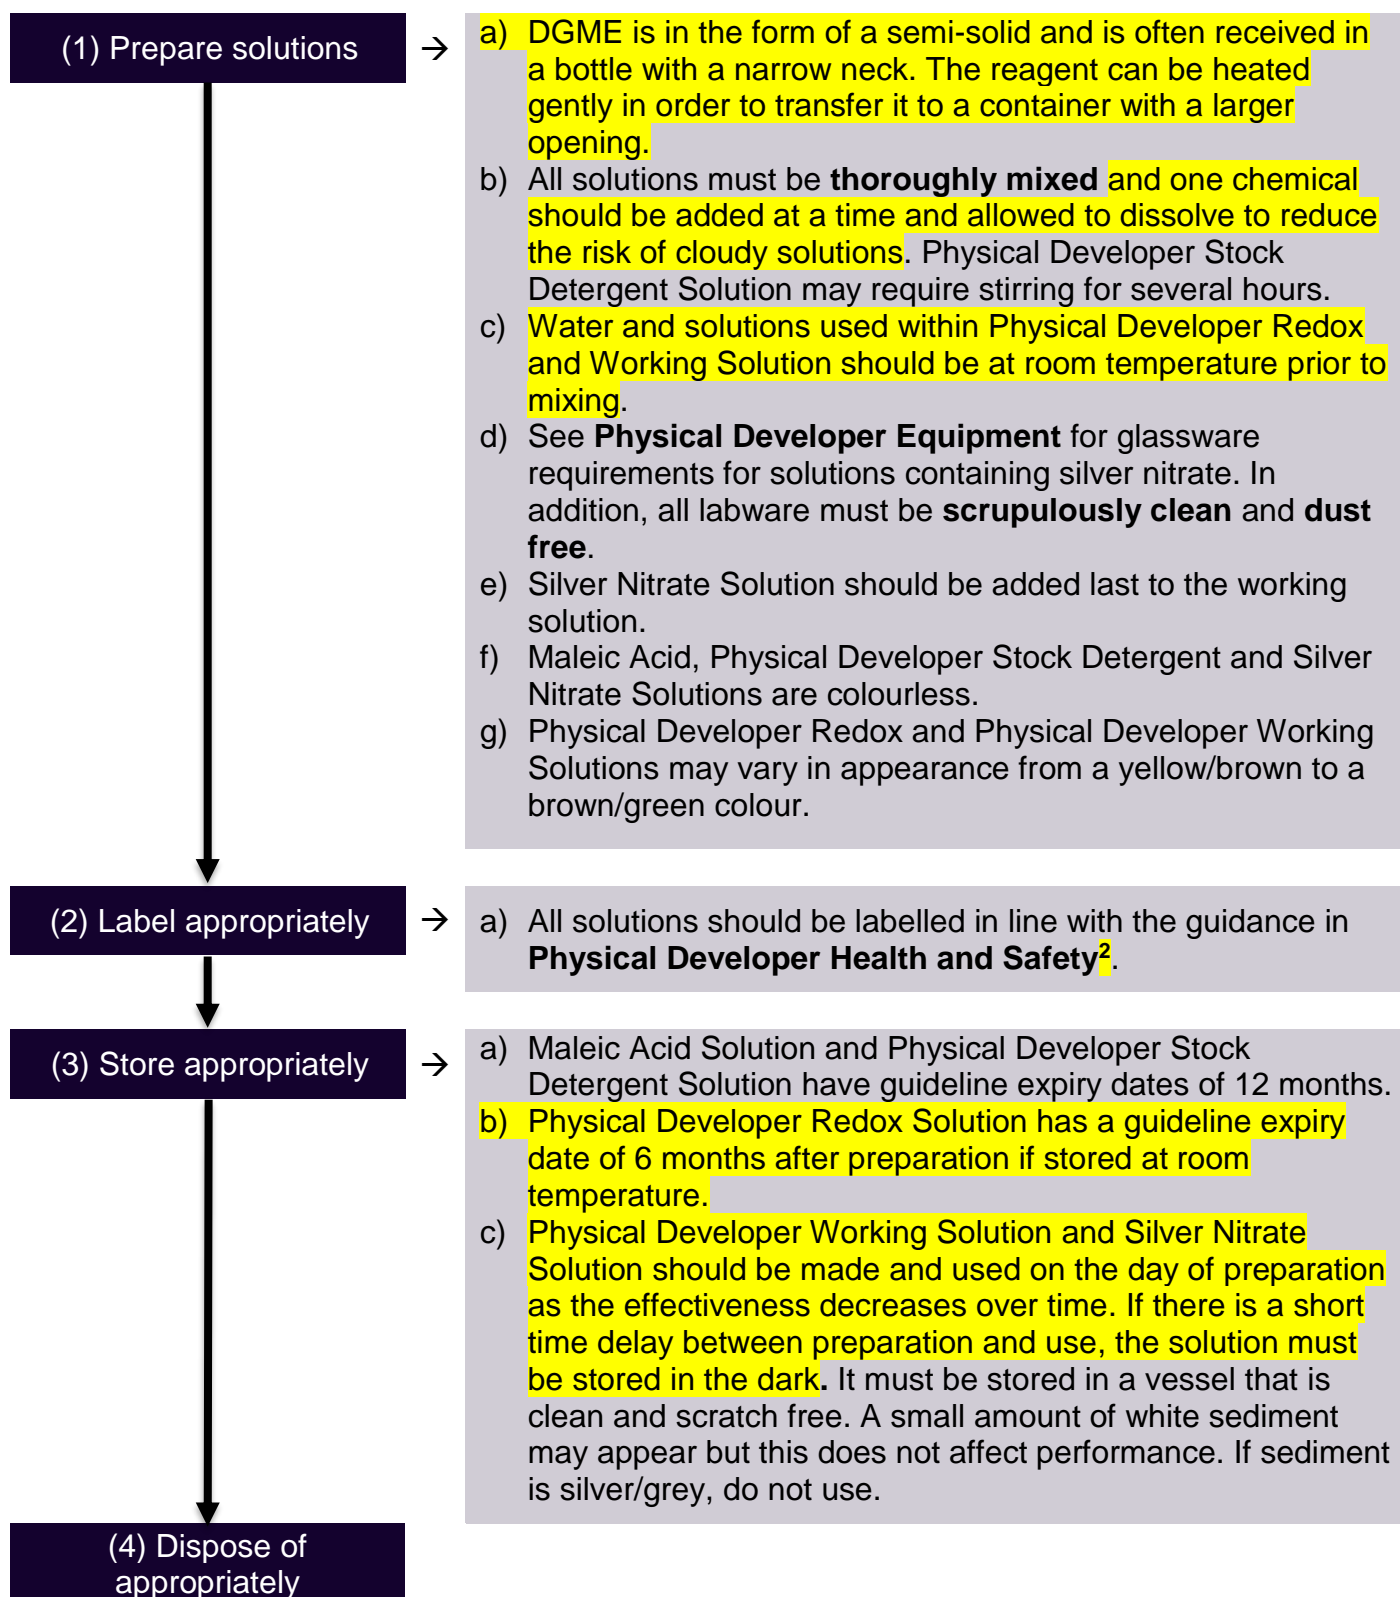 (1) Prepare solutions →
a) DGME is in the form of a semi-solid and is often received in
a bottle with a narrow neck. The reagent can be heated
gently in order to transfer it to a container with a larger
opening.
b) All solutions must be thoroughly mixed and one chemical
should be added at a time and allowed to dissolve to reduce
the risk of cloudy solutions. Physical Developer Stock
Detergent Solution may require stirring for several hours.
c) Water and solutions used within Physical Developer Redox
and Working Solution should be at room temperature prior to
mixing.
d) See Physical Developer Equipment for glassware
requirements for solutions containing silver nitrate. In
addition, all labware must be scrupulously clean and dust
free.
e) Silver Nitrate Solution should be added last to the working
solution.
f) Maleic Acid, Physical Developer Stock Detergent and Silver
Nitrate Solutions are colourless.
g) Physical Developer Redox and Physical Developer Working
Solutions may vary in appearance from a yellow/brown to a
brown/green colour.
(2) Label appropriately →
a) All solutions should be labelled in line with the guidance in
Physical Developer Health and Safety².
(3) Store appropriately →
a) Maleic Acid Solution and Physical Developer Stock
Detergent Solution have guideline expiry dates of 12 months.
b) Physical Developer Redox Solution has a guideline expiry
date of 6 months after preparation if stored at room
temperature.
c) Physical Developer Working Solution and Silver Nitrate
Solution should be made and used on the day of preparation
as the effectiveness decreases over time. If there is a short
time delay between preparation and use, the solution must
be stored in the dark. It must be stored in a vessel that is
clean and scratch free. A small amount of white sediment
may appear but this does not affect performance. If sediment
is silver/grey, do not use.
(4) Dispose of
appropriately